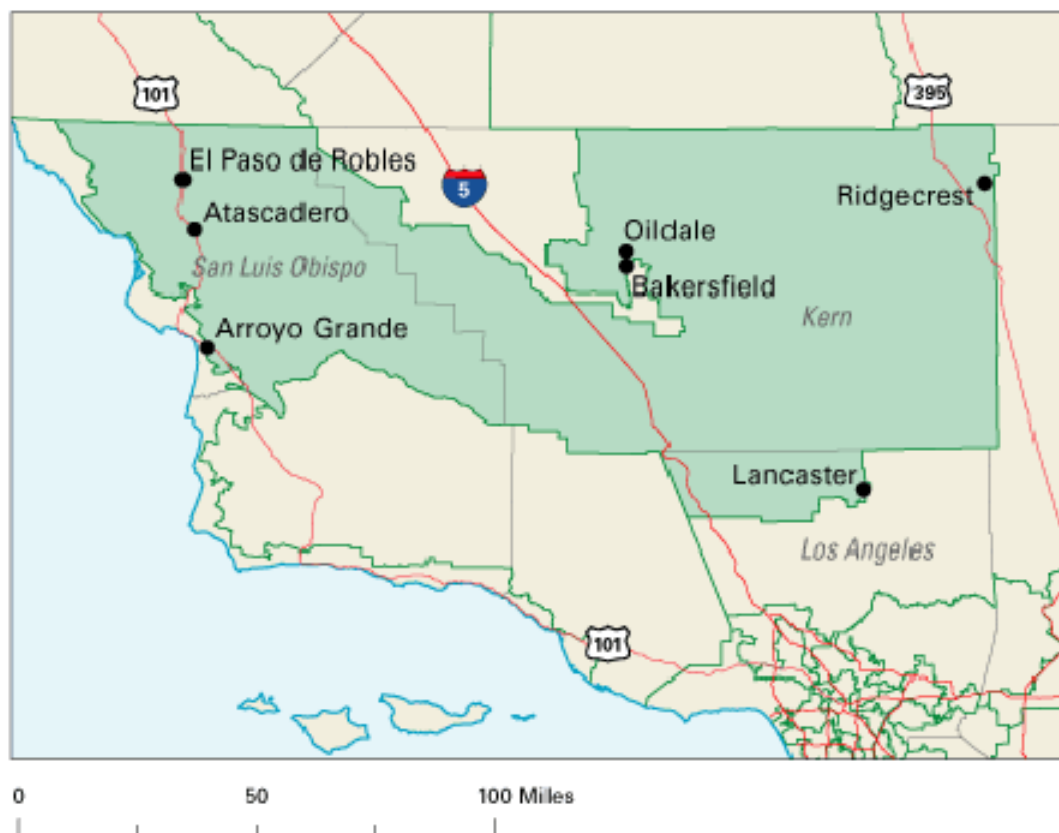 101
395
El Paso de Robles
5
Ridgecrest
Atascadero
Oildale
San Luis Obispo
Bakersfield
Kern
Arroyo Grande
Lancaster
Los Angeles
101
0 50 100 Milles